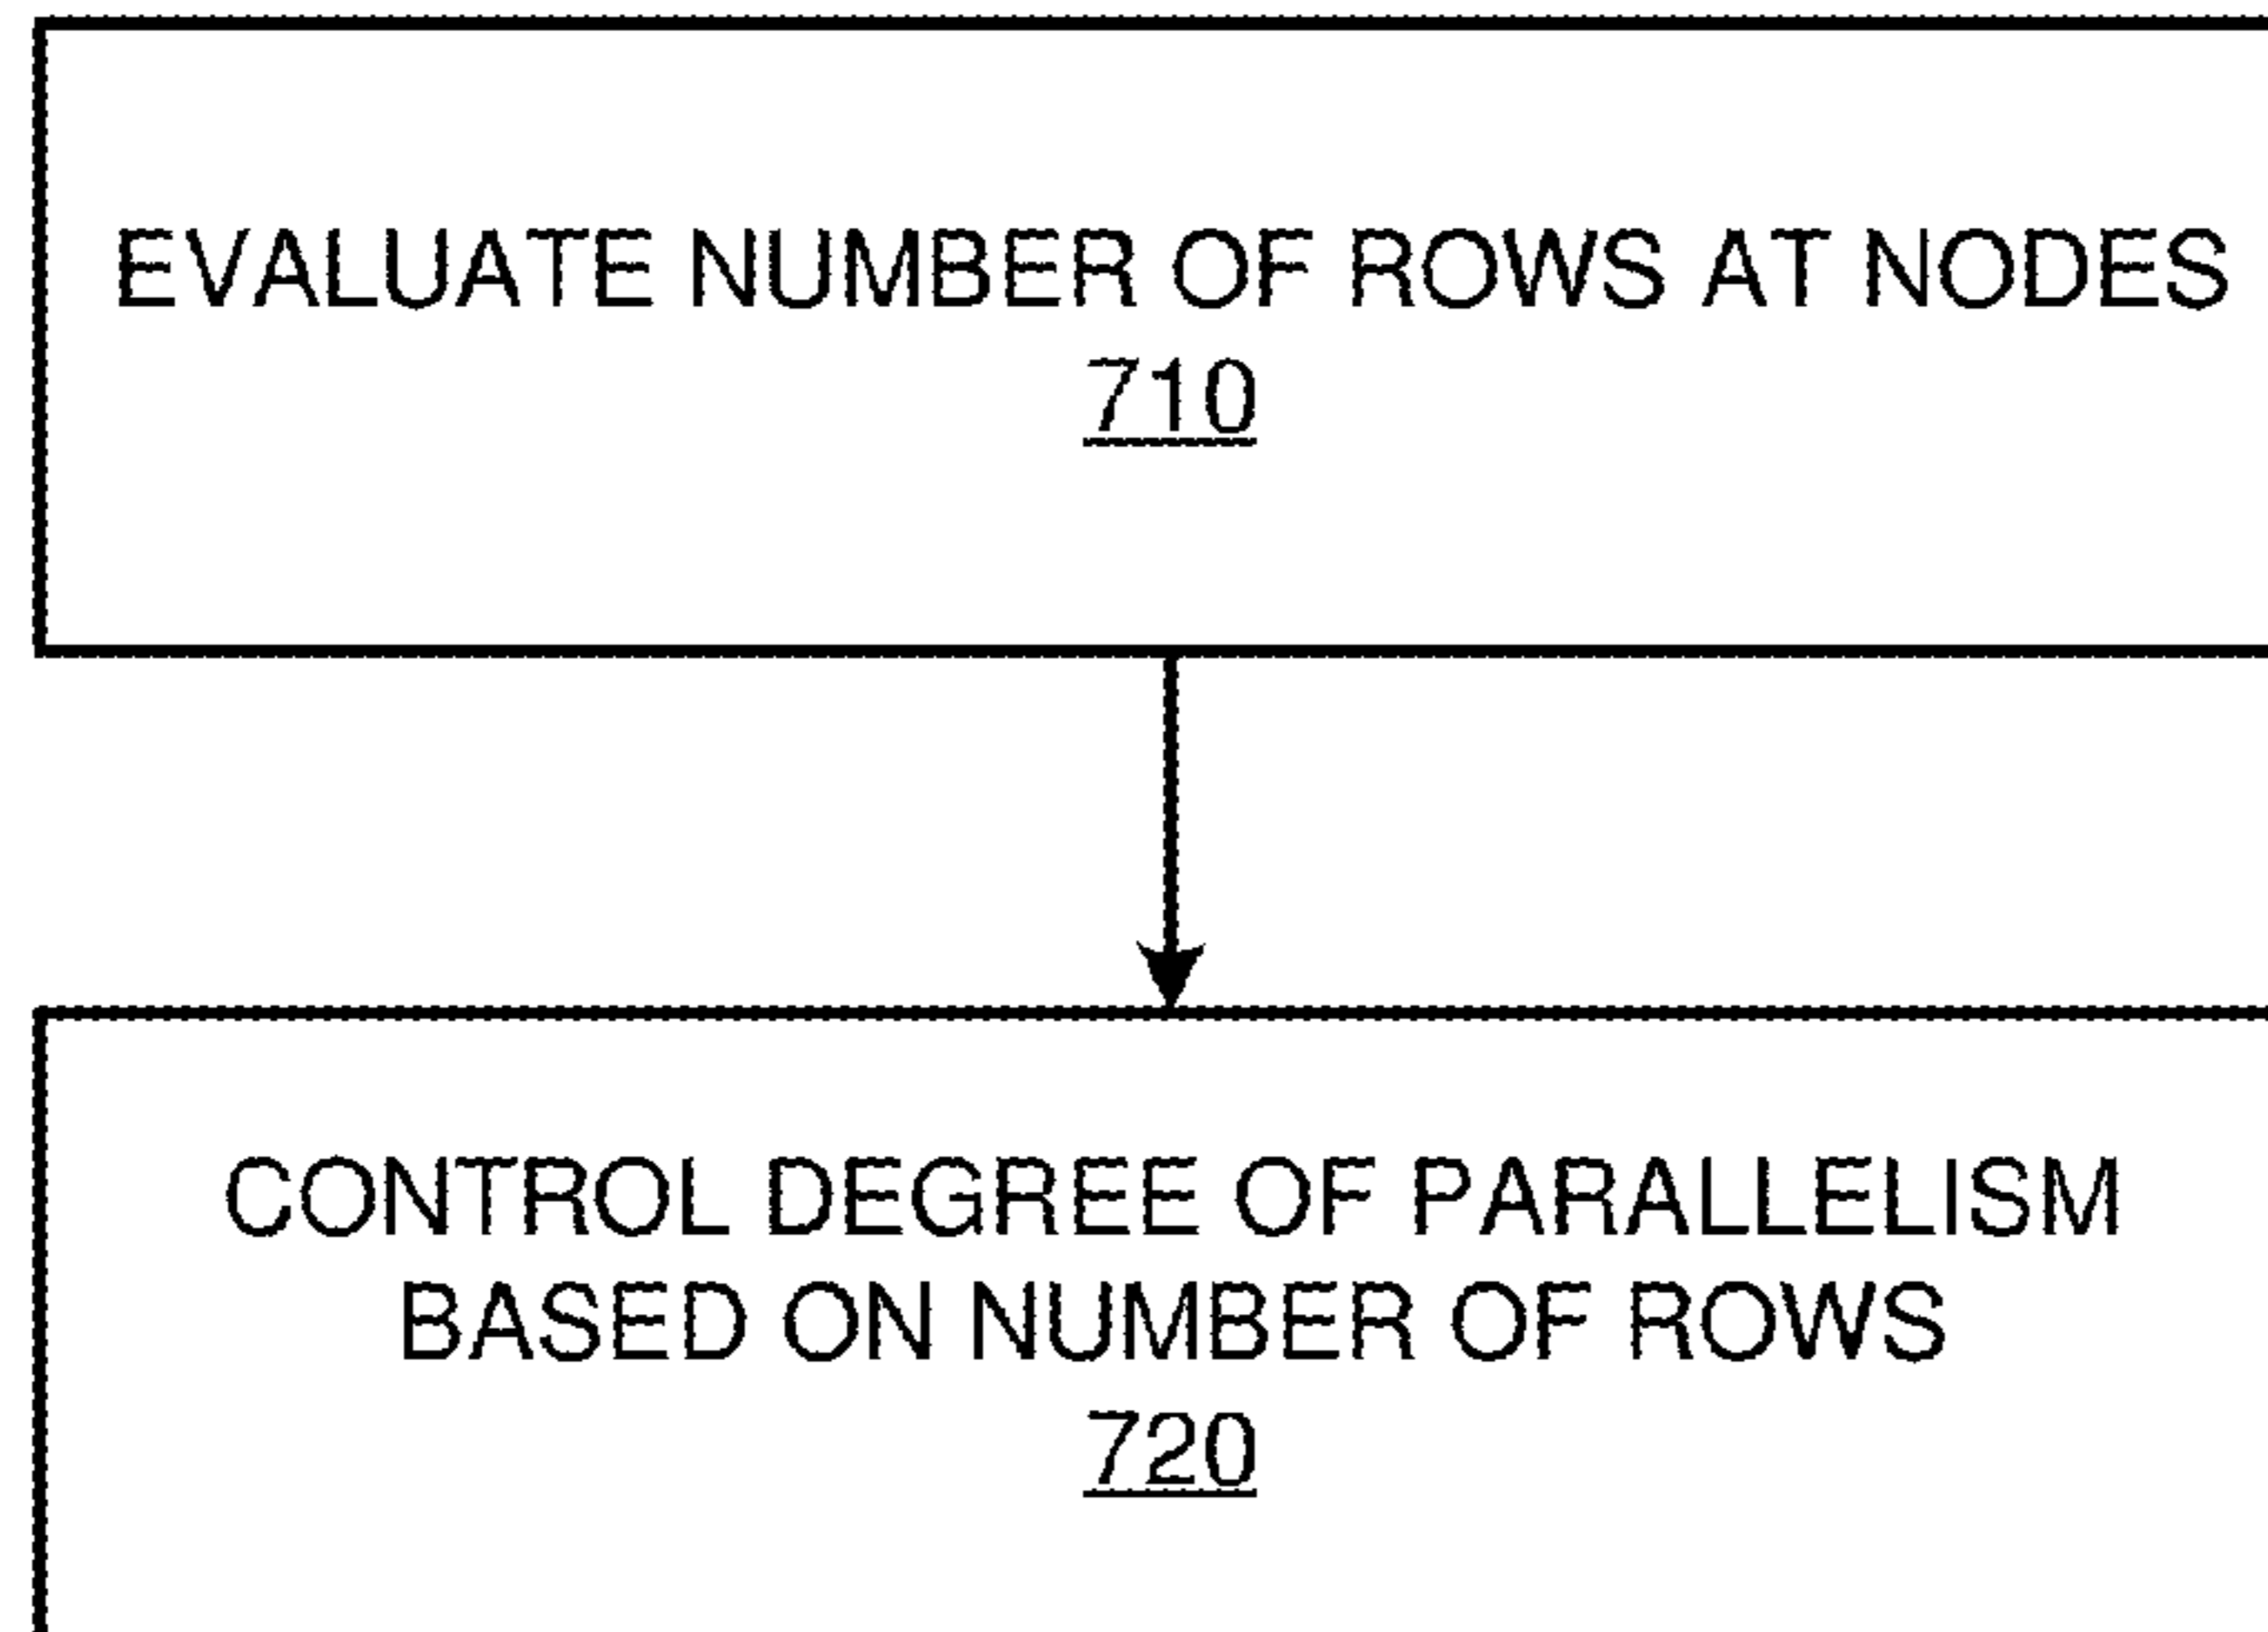 EVALUATE NUMBER OF ROWS AT NODES
710
CONTROL DEGREE OF PARALLELISM
BASED ON NUMBER OF ROWS
720